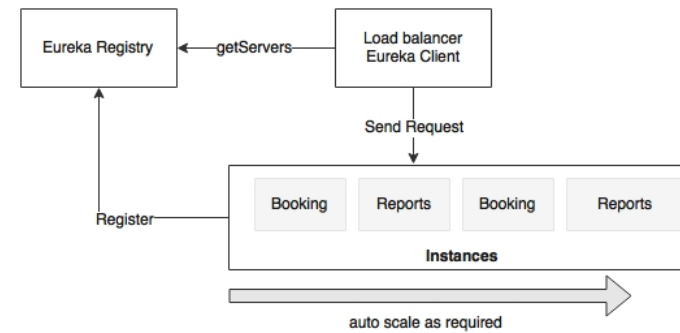 Eureka Registry
getServers
Load balancer
Eureka Client
Send Request
Register
Booking
Reports
Booking
Reports
Instances
auto scale as required